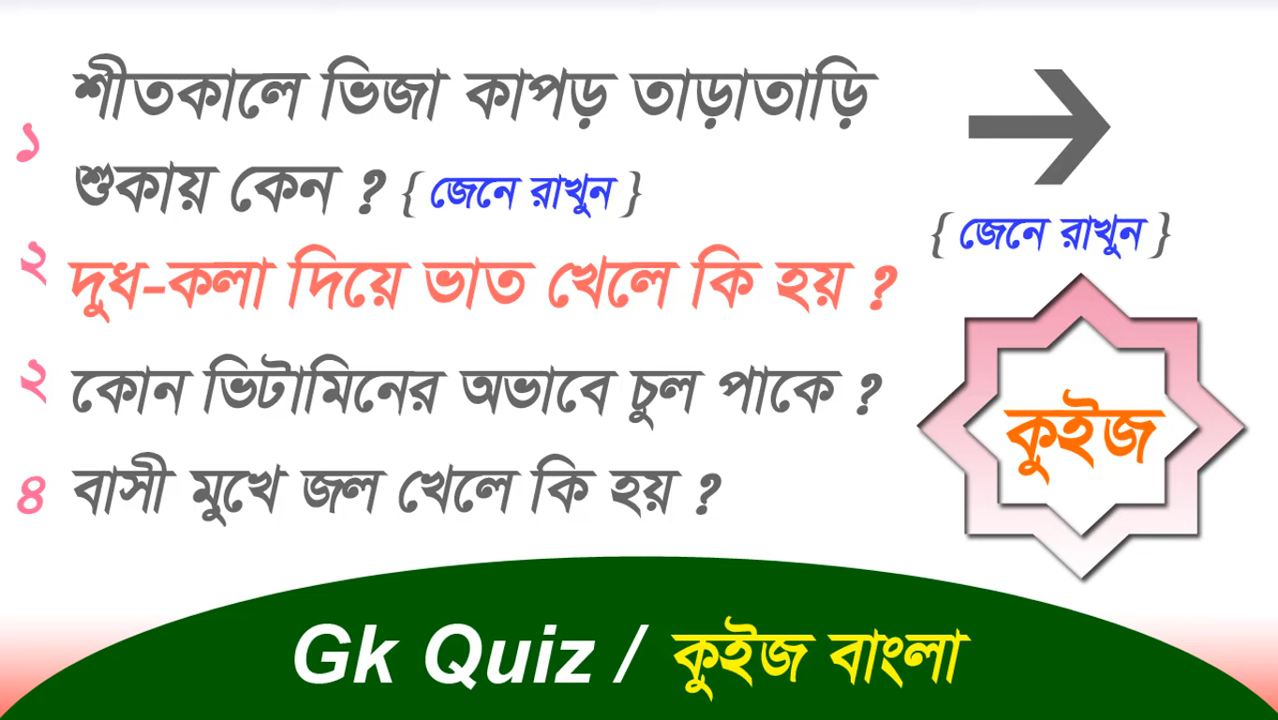 ১ শীতকালে ভিজা কাপড় তাড়াতাড়ি
শুকায় কেন ? { জেনে রাখুন }
২ দুধ-কলা দিয়ে ভাত খেলে কি হয় ?
২ কোন ভিটামিনের অভাবে চুল পাকে ?
৪ বাসী মুখে জল খেলে কি হয় ?
{ জেনে রাখুন }
কুইজ
Gk Quiz / কুইজ বাংলা